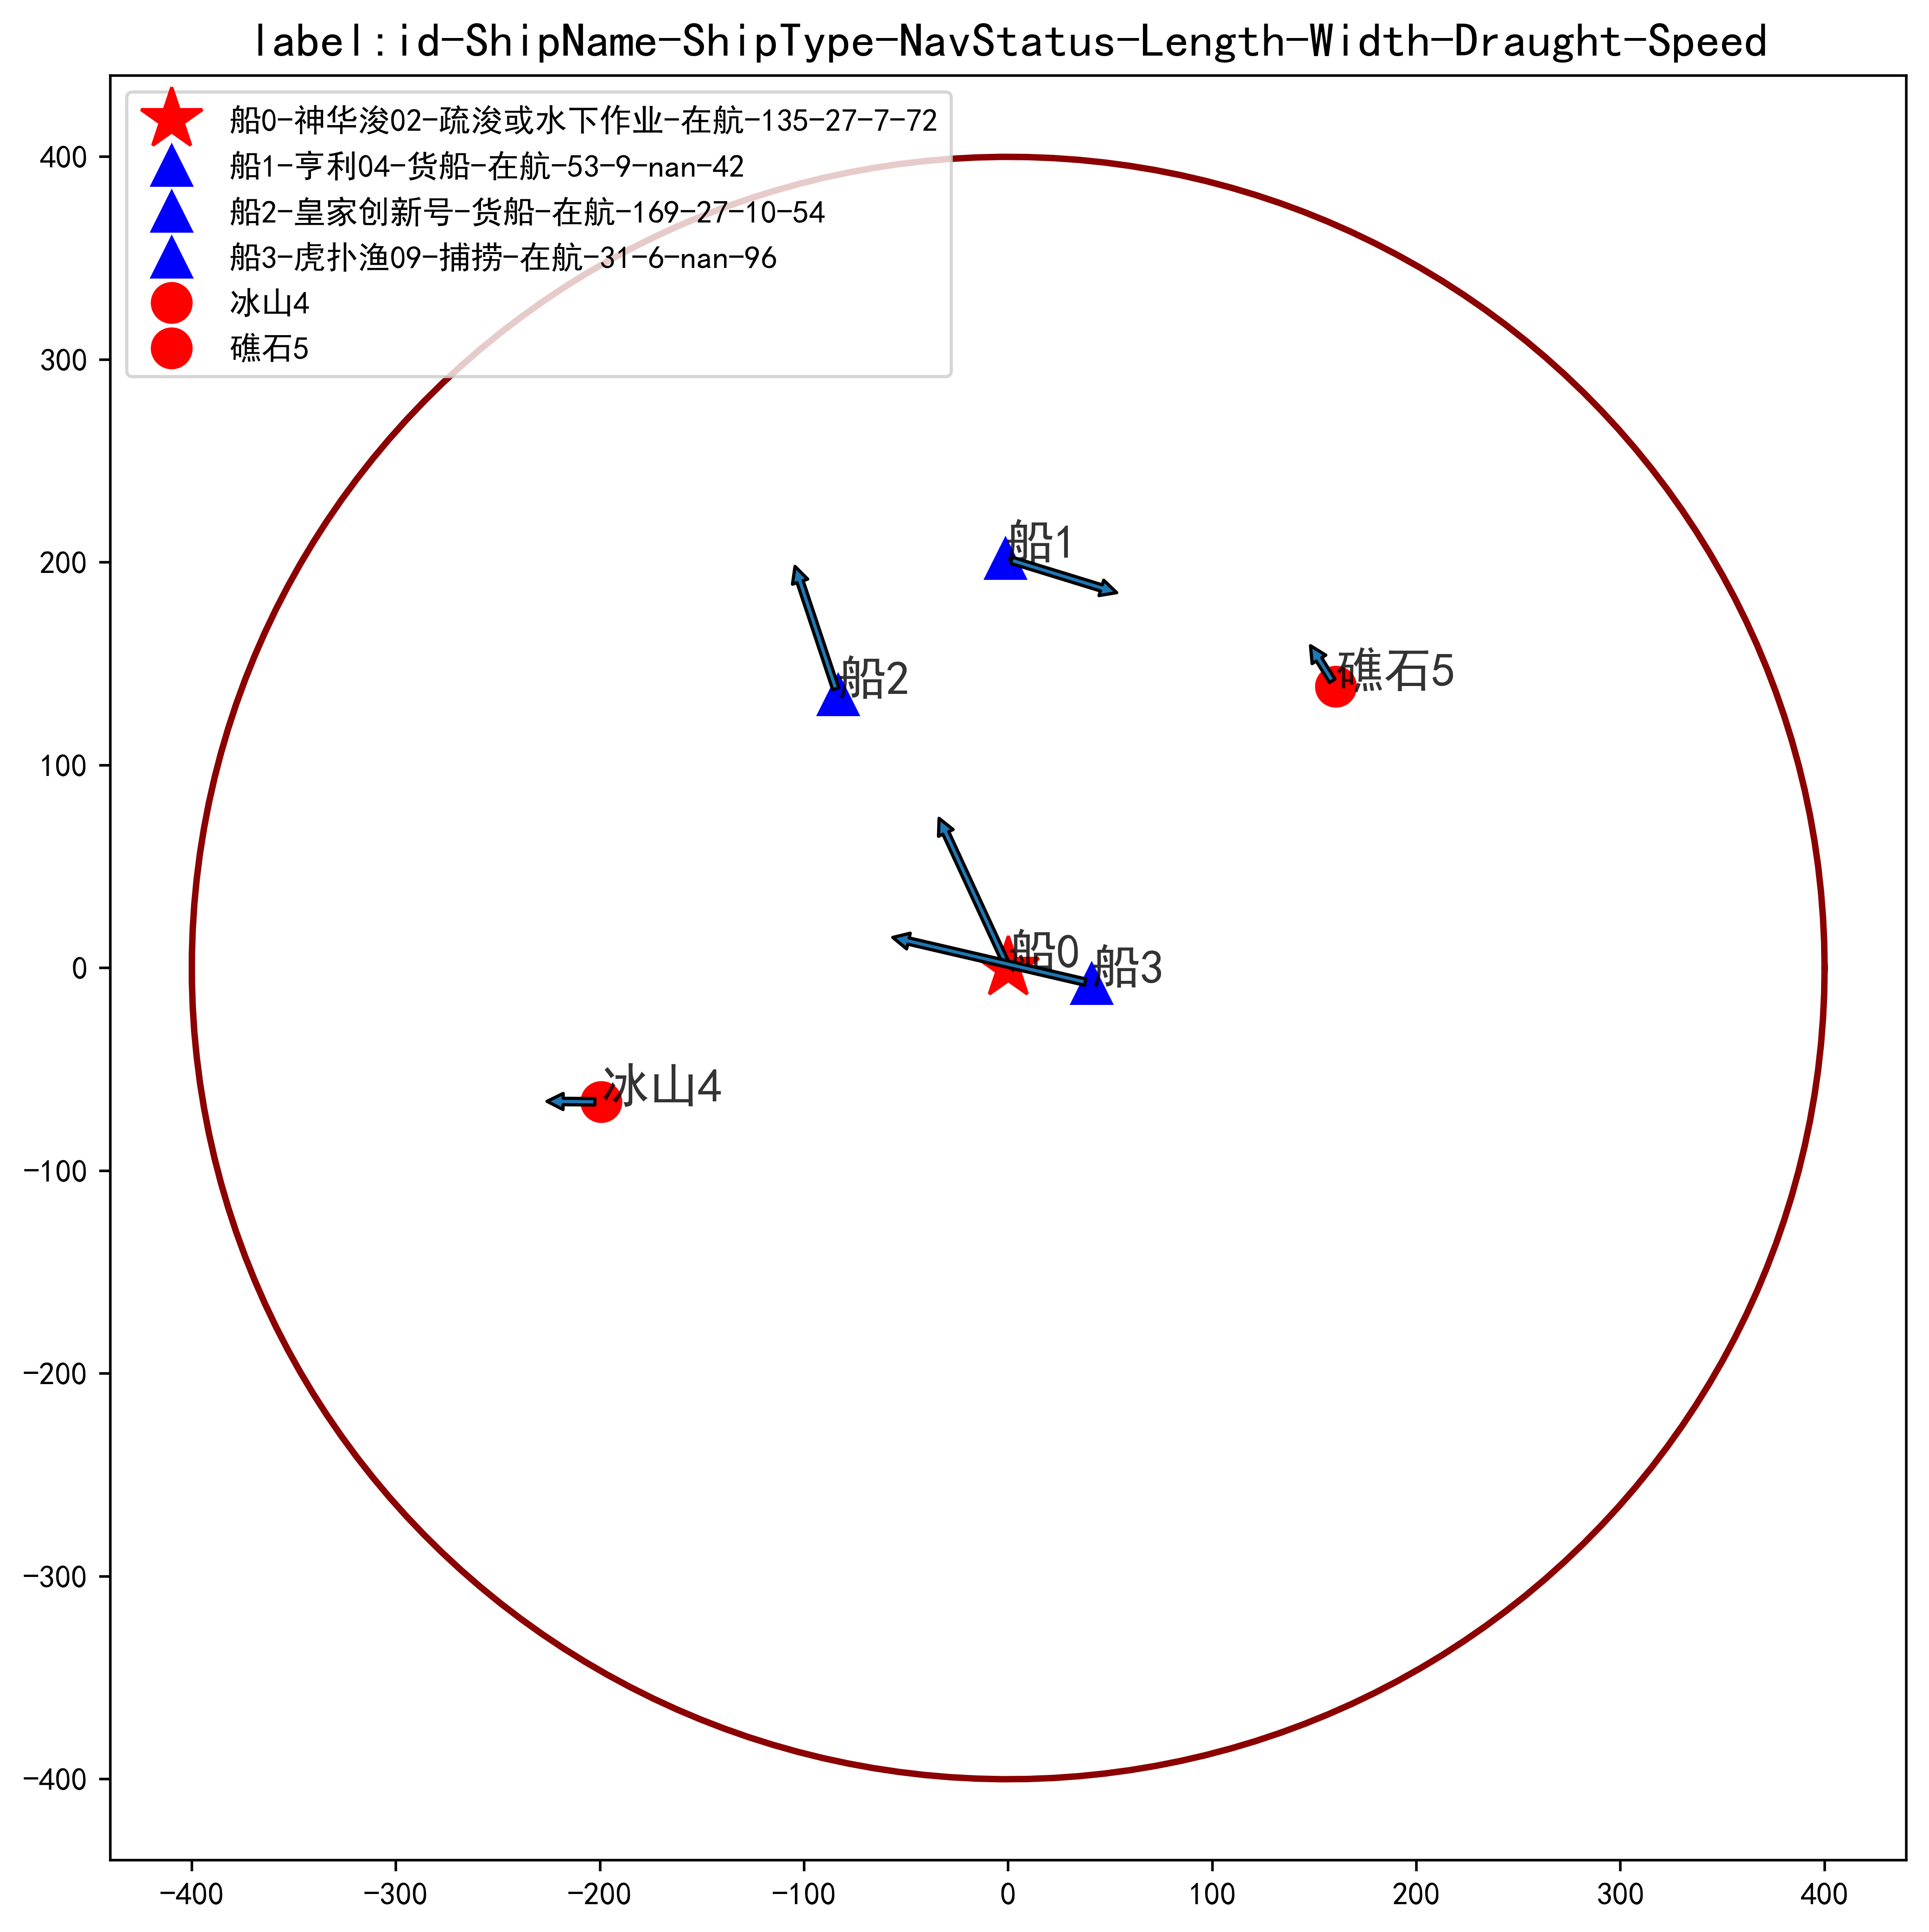 label:id-ShipName-ShipType-NavStatus-Length-Width-Draught-Speed
船0-神华浚02-疏浚或水下作业-在航-135-27-7-72
船1-亨利04-货船-在航-53-9-nan-42
船2-皇家创新号-货船-在航-169-27-10-54
船3-虎扑渔09-捕捞-在航-31-6-nan-96
冰山4
礁石5
400
300
200
100
0
-100
-200
-300
-400
船1
船2
礁石5
船0
船3
冰山4
-400 -300 -200 -100 0 100 200 300 400